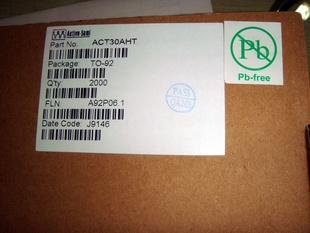 Active-Semi
Part No. ACT30AHT
Package: TO-92
Qty: 2000
FLN: A92P06.1
Date Code: J9146
PASS
Pb
Pb-free